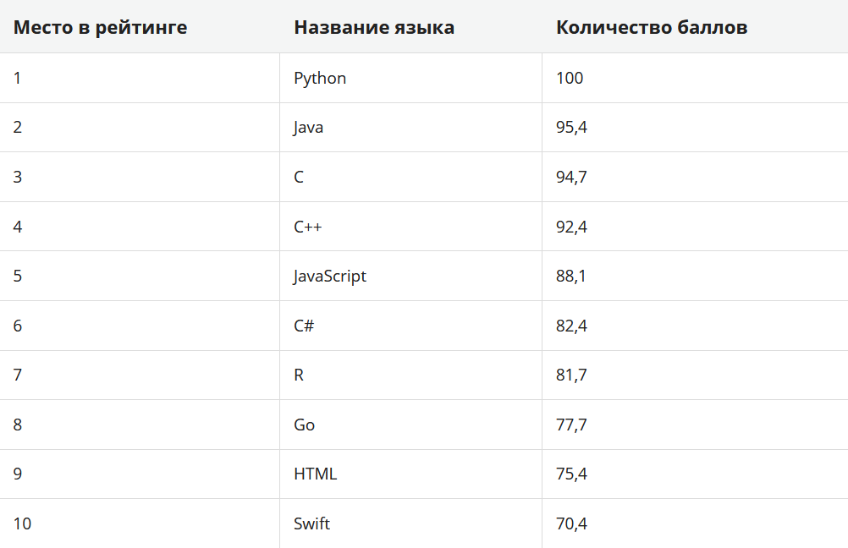 Место в рейтинге Название языка Количество баллов
1 Python 100
2 Java 95,4
3 C 94,7
4 C++ 92,4
5 JavaScript 88,1
6 C# 82,4
7 R 81,7
8 Go 77,7
9 HTML 75,4
10 Swift 70,4